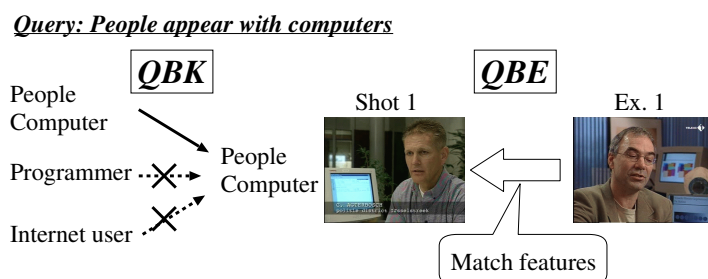 Query: People appear with computers
QBK
QBE
People
Computer
Programmer
Internet user
People
Computer
Shot 1
Ex. 1
Match features